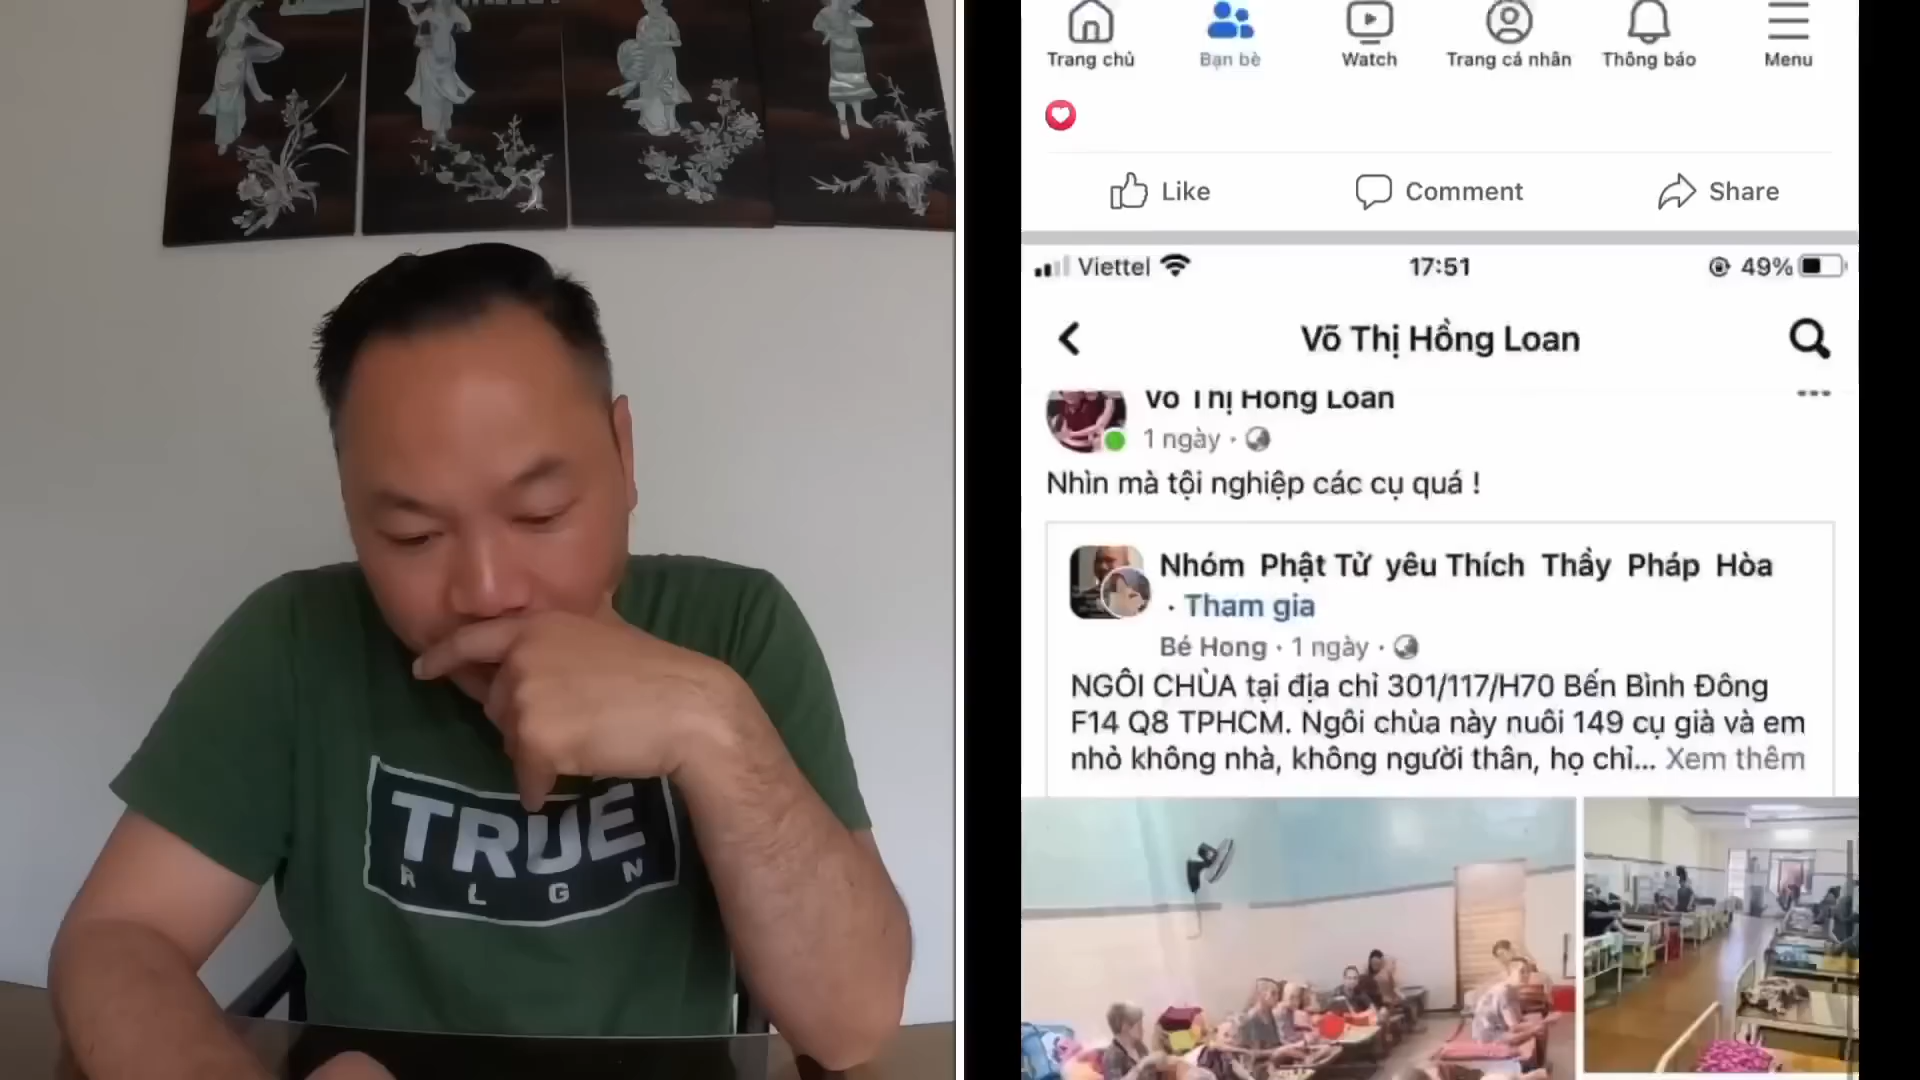 TRUE
R L G N
Trang chủ
Bạn bè
Watch
Trang cá nhân
Thông báo
Menu
Like
Comment
Share
Viettel
17:51
49%
Võ Thị Hồng Loan
Võ Thị Hồng Loan
1 ngày ·
Nhìn mà tội nghiệp các cụ quá !
Nhóm Phật Tử yêu Thích Thầy Pháp Hòa
· Tham gia
Bé Hong · 1 ngày ·
NGÔI CHÙA tại địa chỉ 301/117/H70 Bến Bình Đông
F14 Q8 TPHCM. Ngôi chùa này nuôi 149 cụ già và em
nhỏ không nhà, không người thân, họ chỉ... Xem thêm